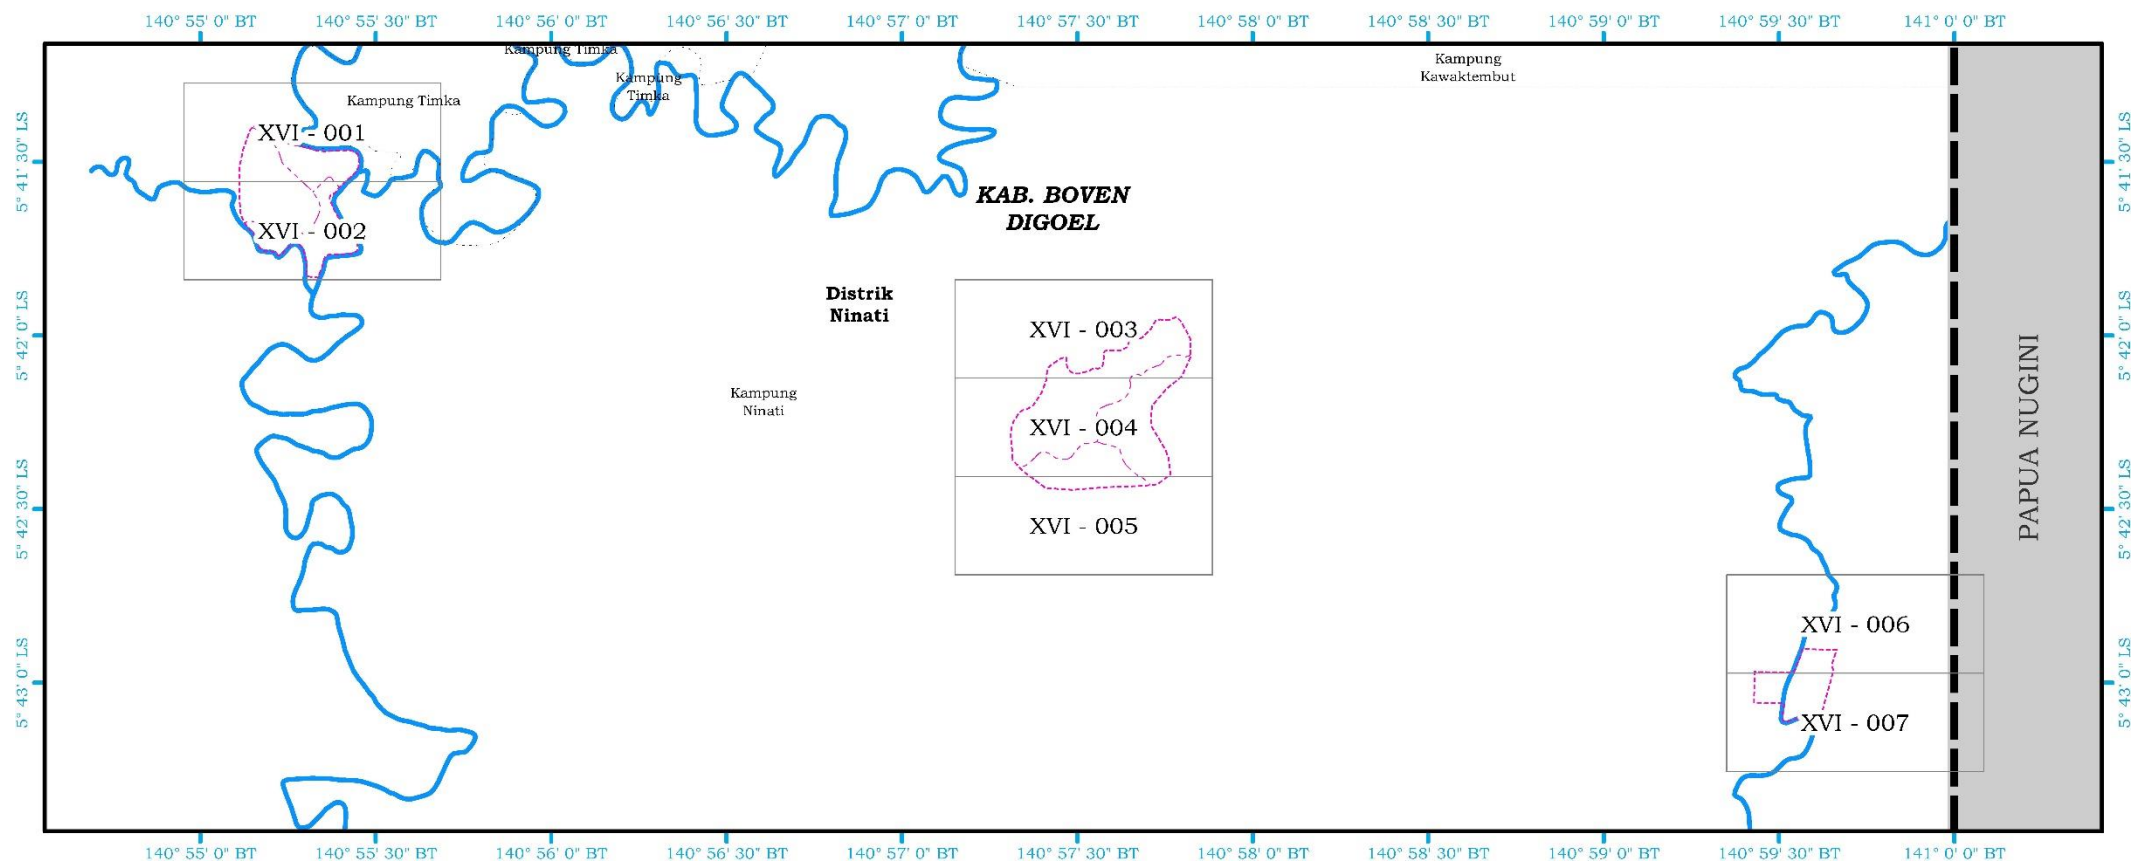 140° 55' 0" BT
140° 55' 30" BT
140° 56' 0" BT
140° 56' 30" BT
140° 57' 0" BT
140° 57' 30" BT
140° 58' 0" BT
140° 58' 30" BT
140° 59' 0" BT
140° 59' 30" BT
141° 0' 0" BT
Kampung Timka
Kampung
Timka
Kampung
Kawaktembut
Kampung Timka
XVI - 001
XVI - 002
KAB. BOVEN
DIGOEL
Distrik
Ninati
Kampung
Ninati
XVI - 003
XVI - 004
XVI - 005
XVI - 006
XVI - 007
PAPUA NUGINI
5° 41' 30" LS
5° 42' 0" LS
5° 42' 30" LS
5° 43' 0" LS
5° 41' 30" LS
5° 42' 0" LS
5° 42' 30" LS
5° 43' 0" LS
140° 55' 0" BT
140° 55' 30" BT
140° 56' 0" BT
140° 56' 30" BT
140° 57' 0" BT
140° 57' 30" BT
140° 58' 0" BT
140° 58' 30" BT
140° 59' 0" BT
140° 59' 30" BT
141° 0' 0" BT